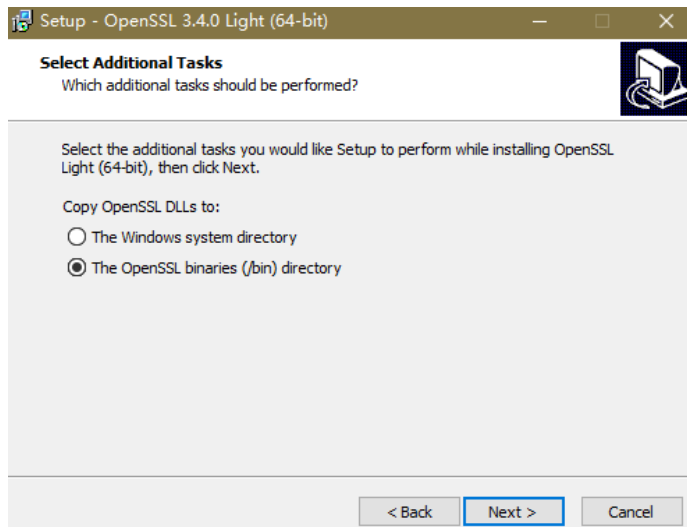 Setup - OpenSSL 3.4.0 Light (64-bit)
Select Additional Tasks
Which additional tasks should be performed?
Select the additional tasks you would like Setup to perform while installing OpenSSL
Light (64-bit), then click Next.
Copy OpenSSL DLLs to:
The Windows system directory
The OpenSSL binaries (/bin) directory
< Back
Next >
Cancel